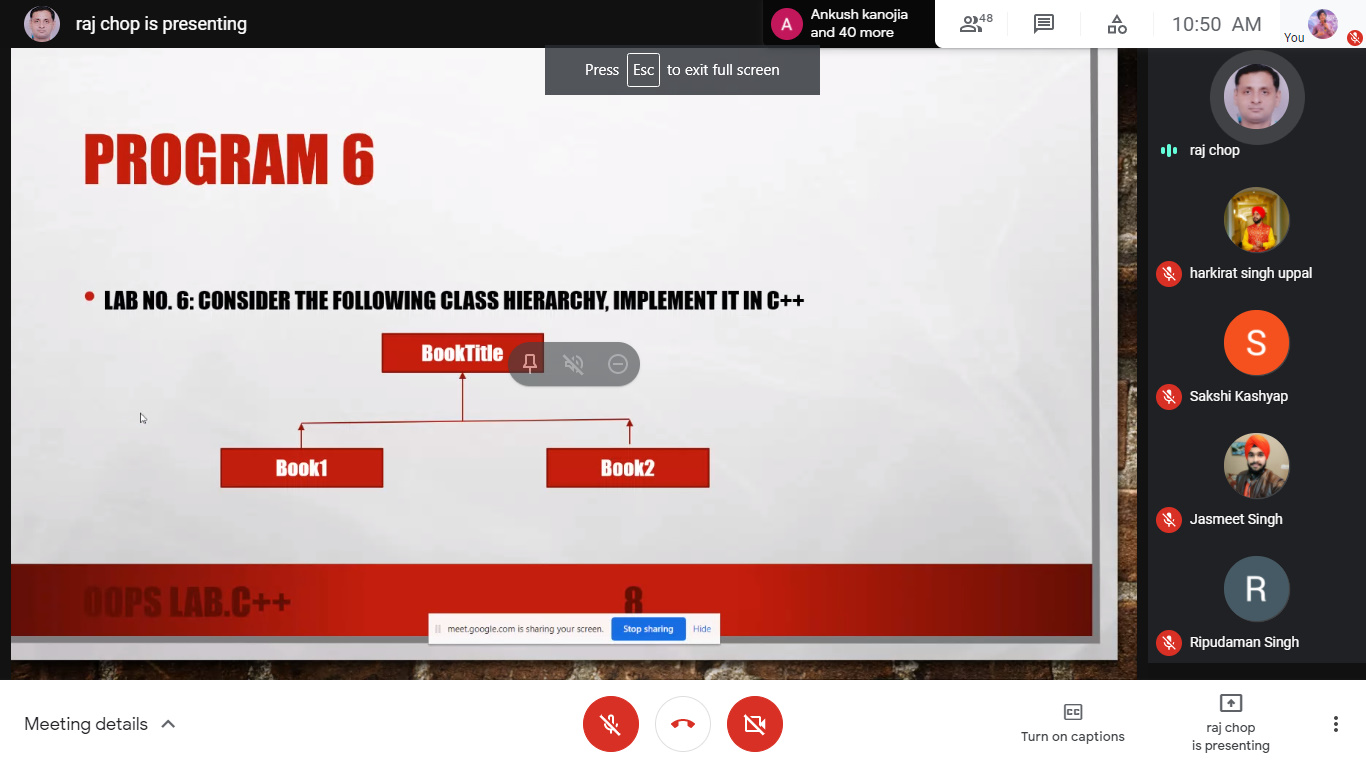 raj chop is presenting
Ankush kanojia
and 40 more
A
48
10:50 AM
You
Press Esc to exit full screen
PROGRAM 6
LAB NO. 6: CONSIDER THE FOLLOWING CLASS HIERARCHY, IMPLEMENT IT IN C++
BookTitle
Book1
Book2
OOPS LAB.C++
8
meet.google.com is sharing your screen.
Stop sharing
Hide
raj chop
harkirat singh uppal
S
Sakshi Kashyap
Jasmeet Singh
R
Ripudaman Singh
Meeting details
CC
Turn on captions
raj chop
is presenting